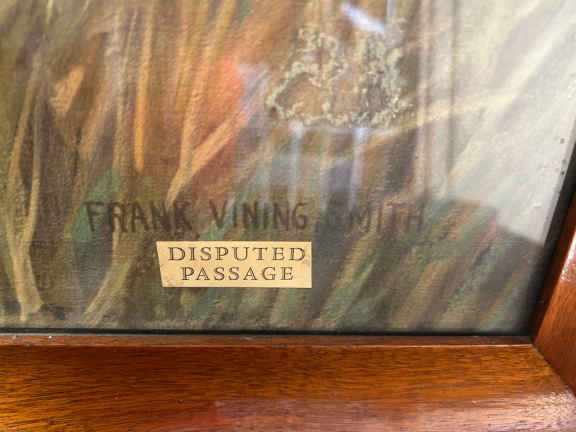 FRANK VINING SMITH
DISPUTED
PASSAGE